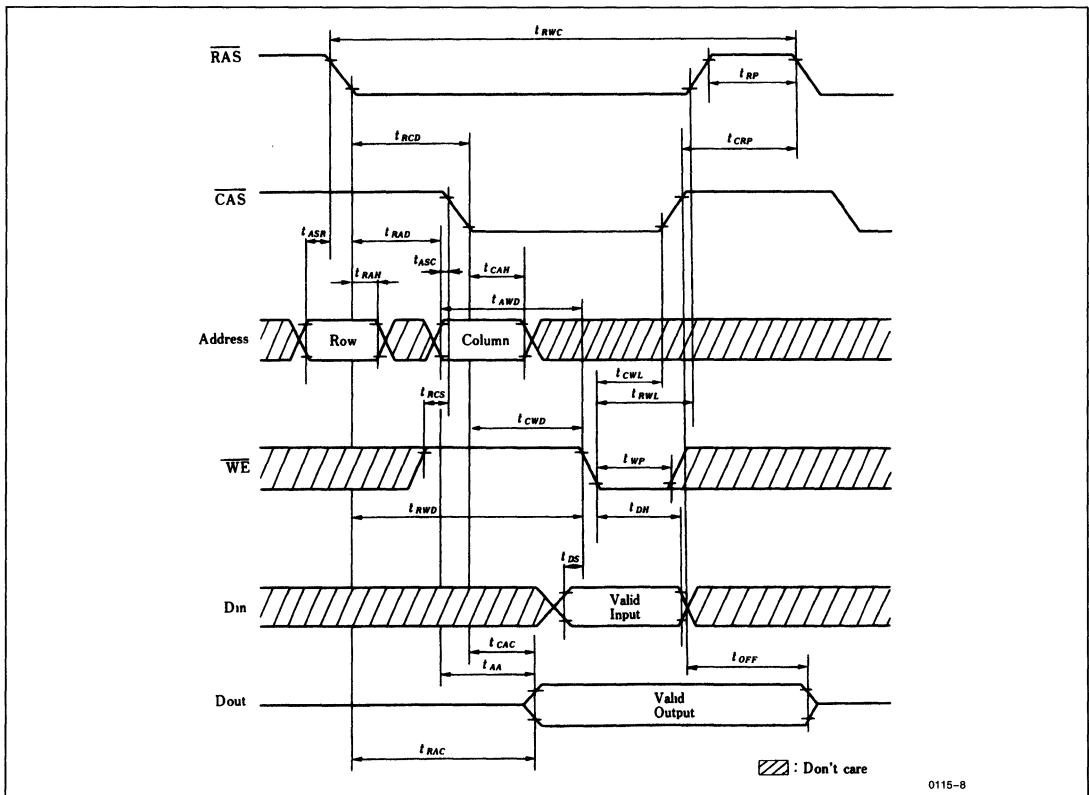 t RWC
RAS
t RP
t RCD
t CRP
CAS
t ASR
t RAD
t ASC
t CAH
t RAH
t AWD
Address
Row
Column
t CWL
t RCS
t RWL
t CWD
WE
t WP
t RWD
t DH
t DS
Din
Valid
Input
t CAC
t OFF
t AA
Dout
Valid
Output
t RAC
: Don't care
0115–8